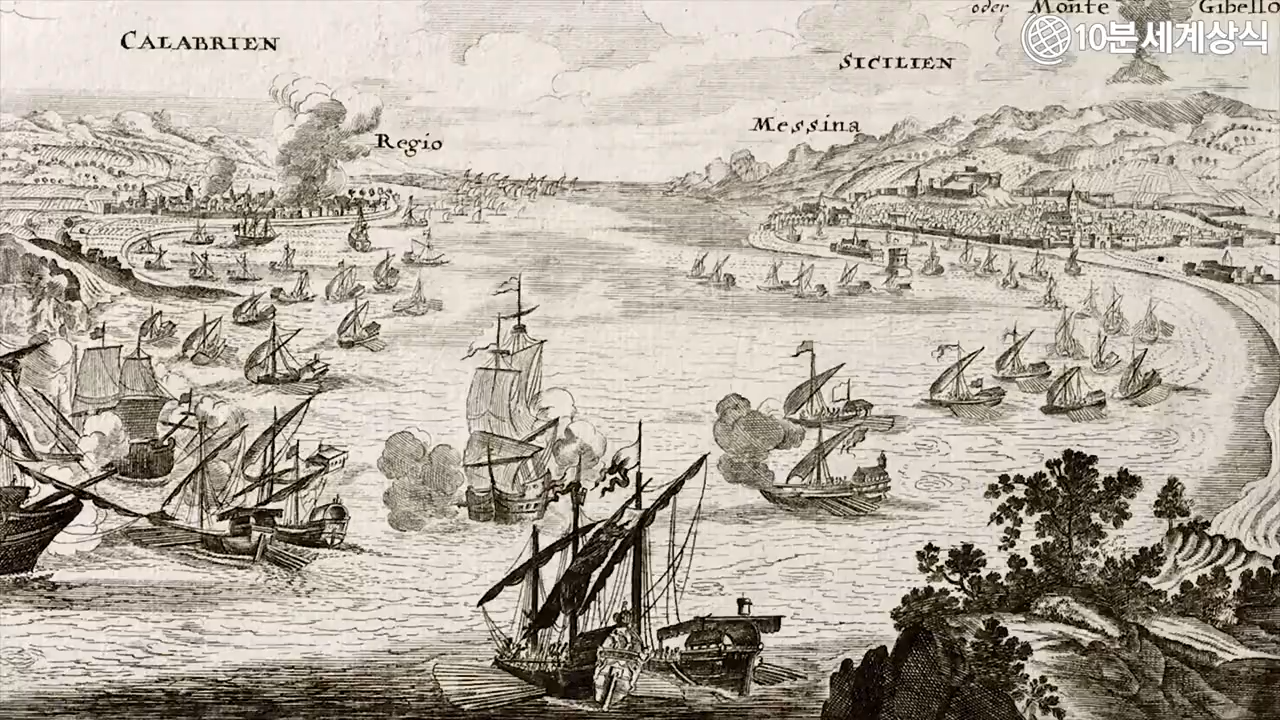 oder Monte Gibello
10분 세계상식
CALABRIEN
SICILIEN
Messina
Regio